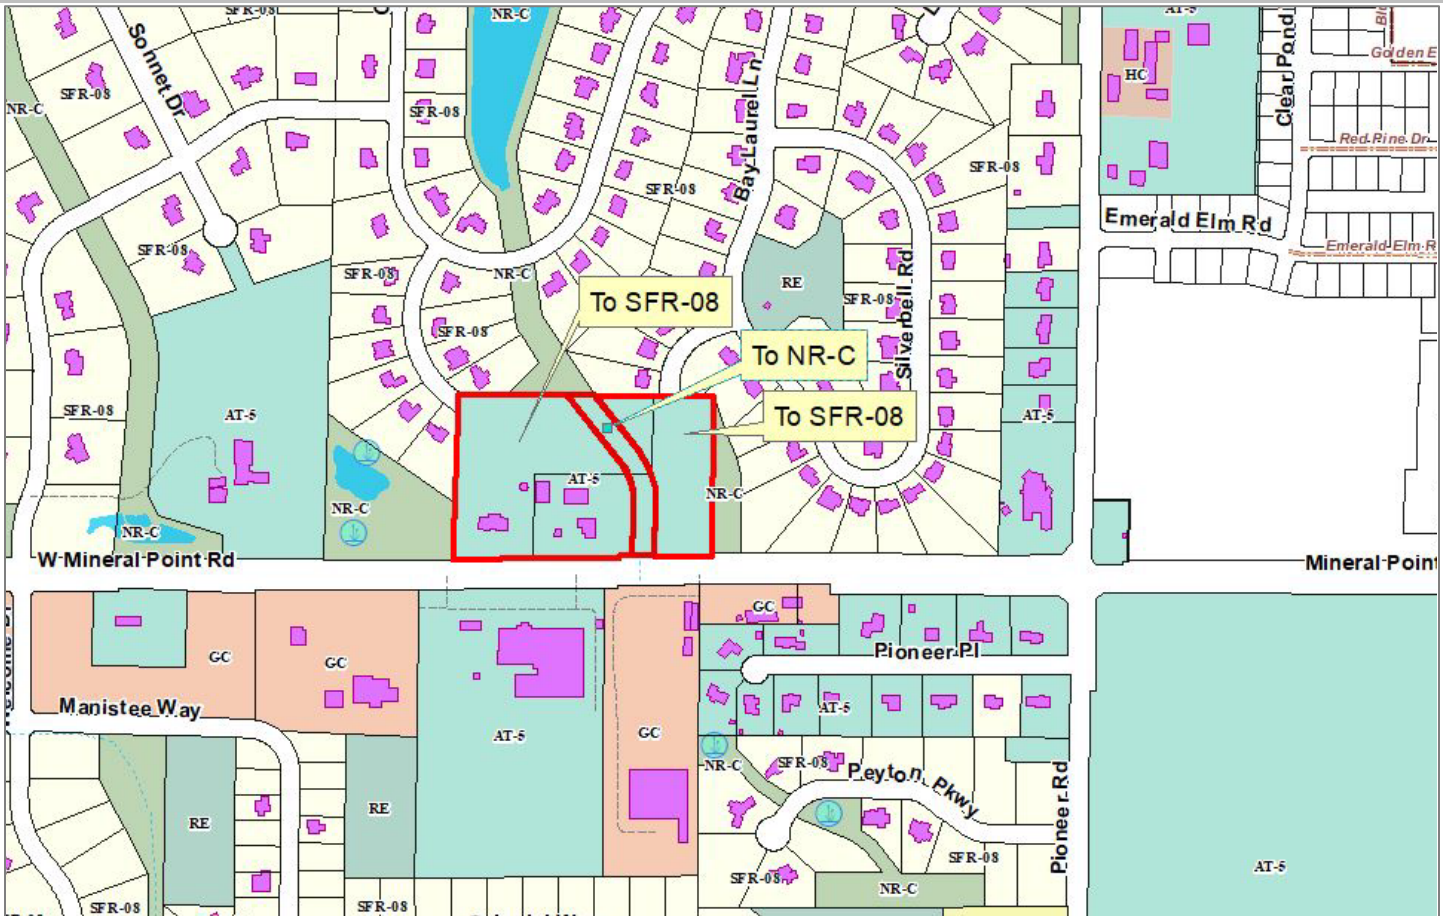 SFR-08
NR-C
AT-5
Sonnet Dr
NR-C
SFR-08
SFR-08
Bay Laurel Ln
SFR-08
SFR-08
HC
Clear Pond
Golden E
Red Pine Dr
Emerald Elm Rd
Emerald Elm R
SFR-08
SFR-08
NR-C
RE
SFR-08
Silverbell Rd
To SFR-08
SFR-08
To NR-C
SFR-08
AT-5
To SFR-08
AT-5
AT-5
NR-C
NR-C
NR-C
W Mineral Point Rd
Mineral Point
GC
GC
GC
Pioneer Pl
Manistee Way
AT-5
AT-5
GC
NR-C
SFR-08
Peyton Pkwy
Pioneer Rd
RE
RE
SFR-08
AT-5
SFR-08
NR-C
SFR-08
SFR-08